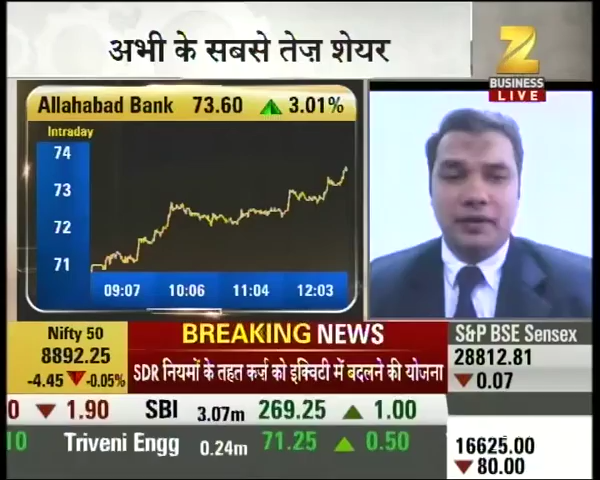 अभी के सबसे तेज़ शेयर
Z
BUSINESS
LIVE
Allahabad Bank 73.60 3.01%
Intraday
74
73
72
71
09:07 10:06 11:04 12:03
Nifty 50
8892.25
-4.45 -0.05%
BREAKING NEWS
SDR नियमों के तहत कर्ज़ को इक्विटी में बदलने की योजना
S&P BSE Sensex
28812.81
0.07
0 1.90 SBI 3.07m 269.25 1.00
10 Triveni Engg 0.24m 71.25 0.50
16625.00
80.00